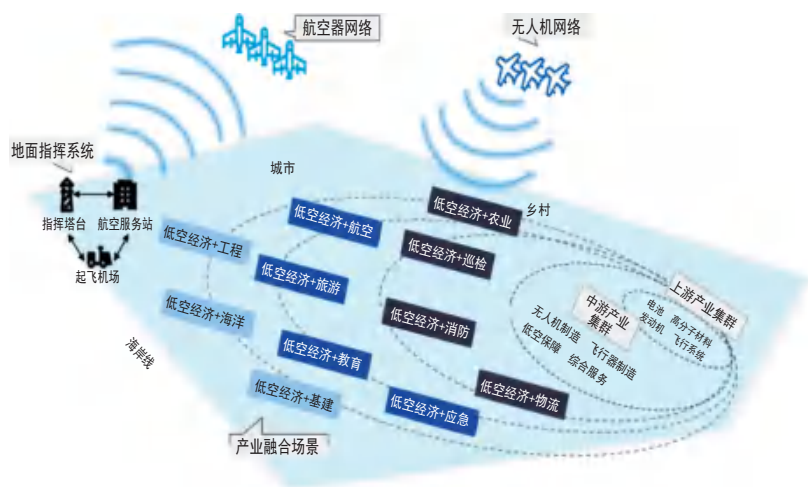 航空器网络
无人机网络
地面指挥系统
城市
指挥塔台
航空服务站
起飞机场
乡村
低空经济+农业
低空经济+航空
低空经济+工程
低空经济+巡检
低空经济+旅游
低空经济+海洋
低空经济+消防
低空经济+教育
低空经济+基建
低空经济+应急
低空经济+物流
上游产业集群
电池 高分子材料
发动机 飞行系统
中游产业
集群
无人机制造 飞行器制造
低空保障 综合服务
海岸线
产业融合场景